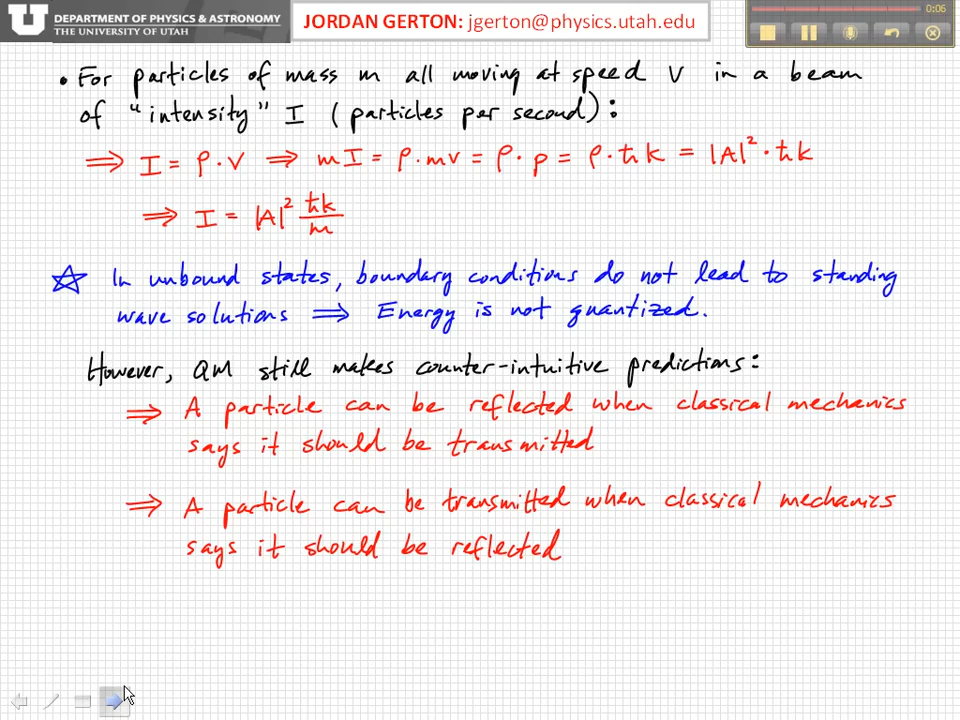 U DEPARTMENT OF PHYSICS & ASTRONOMY
THE UNIVERSITY OF UTAH
JORDAN GERTON: jgerton@physics.utah.edu
0:06
• For particles of mass m all moving at speed v in a beam
of "intensity" I (particles per second):
⇒ I = ρ · v ⇒ mI = ρ · mv = ρ · p = ρ · ħk = |A|² · ħk
⇒ I = |A|² ħk/m
☆ In unbound states, boundary conditions do not lead to standing
wave solutions ⇒ Energy is not quantized.
However, QM still makes counter-intuitive predictions:
⇒ A particle can be reflected when classical mechanics
says it should be transmitted
⇒ A particle can be transmitted when classical mechanics
says it should be reflected